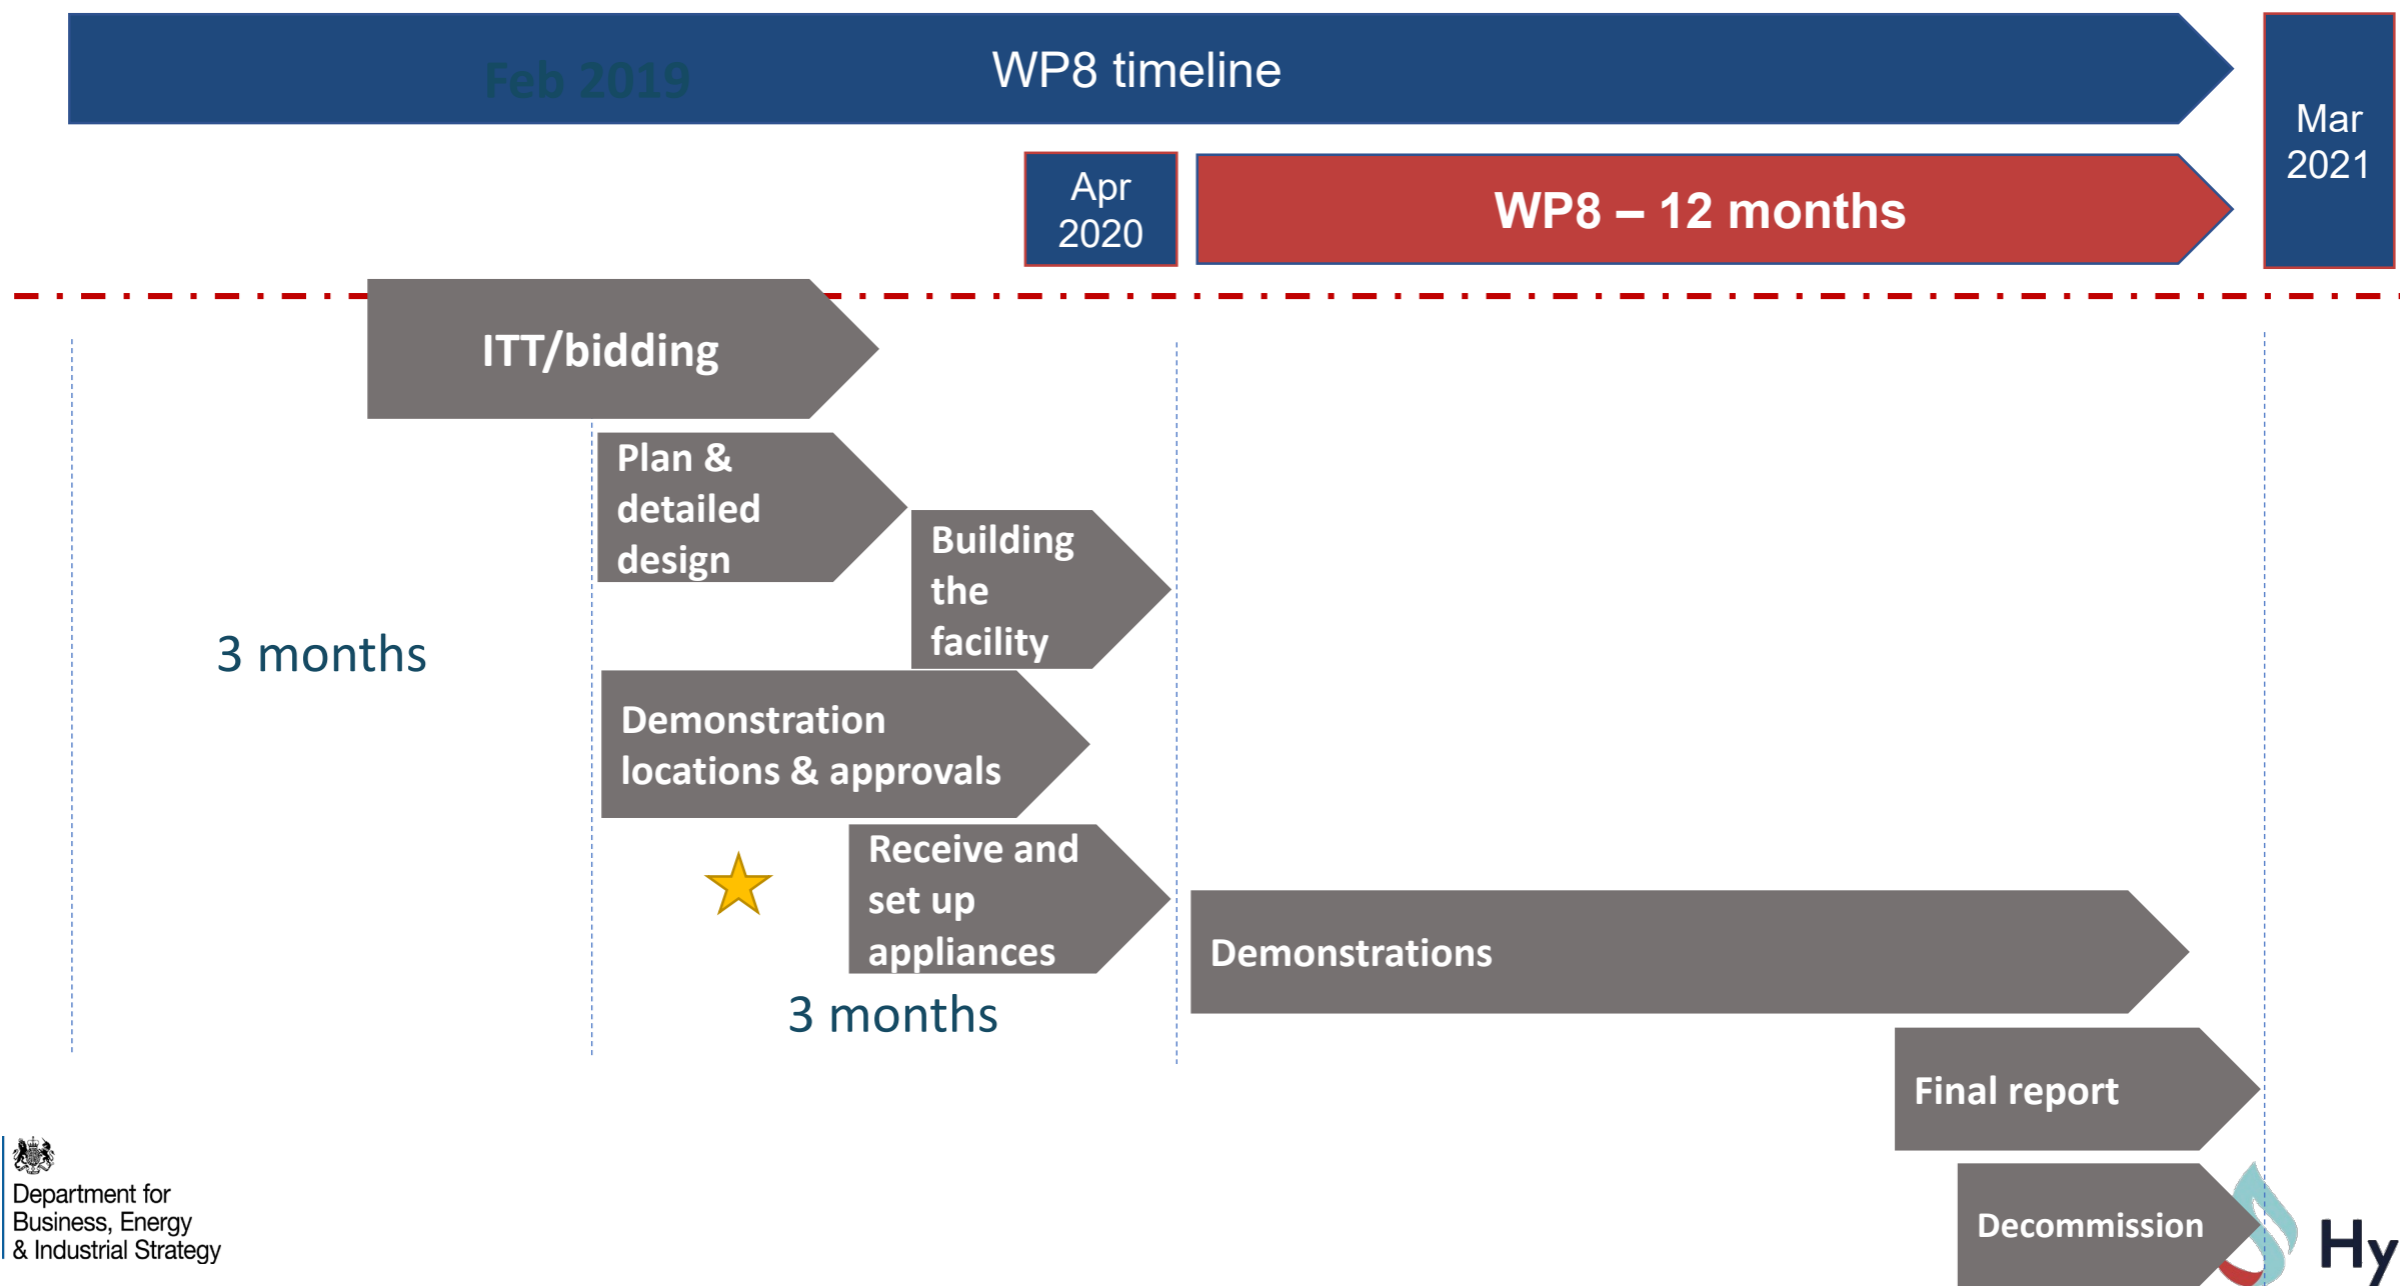 WP8 timeline
Feb 2019
Mar
2021
Apr
2020
WP8 – 12 months
ITT/bidding
Plan &
detailed
design
Building
the
facility
3 months
Demonstration
locations & approvals
Receive and
set up
appliances
Demonstrations
3 months
Final report
Department for
Business, Energy
& Industrial Strategy
Decommission
Hy